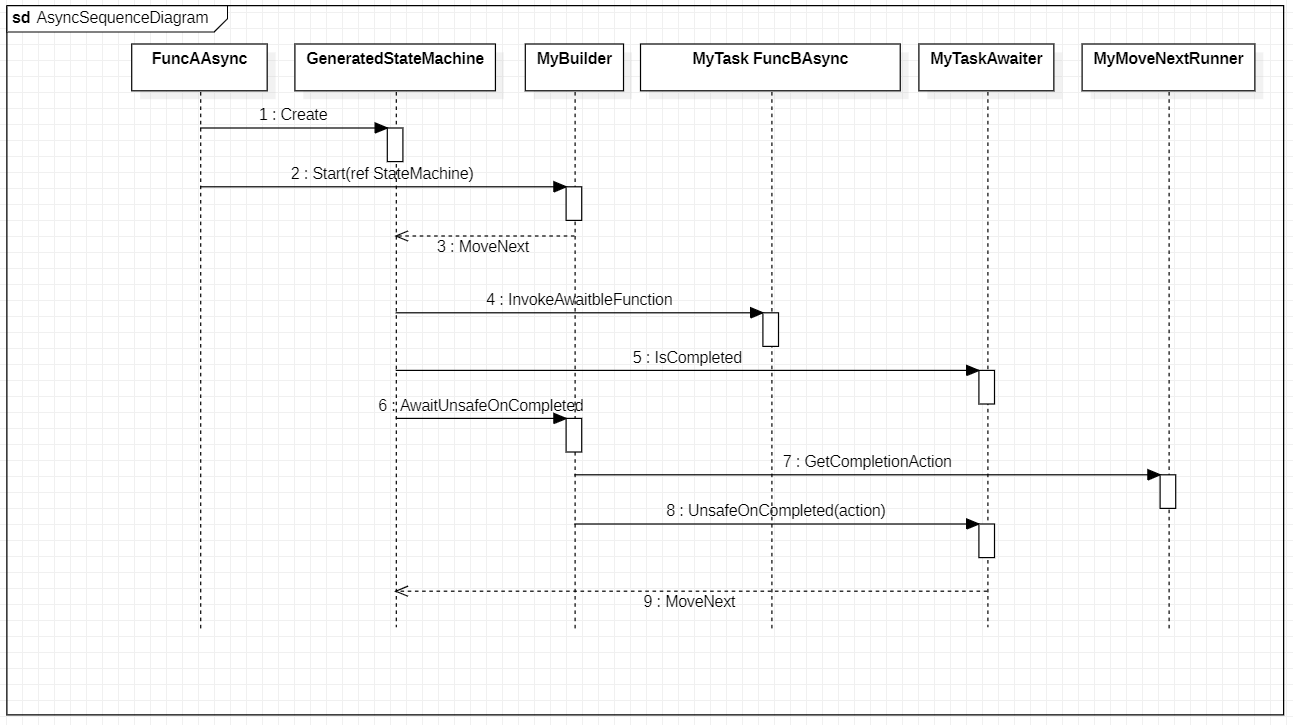 sd AsyncSequenceDiagram
FuncAAsync
GeneratedStateMachine
MyBuilder
MyTask FuncBAsync
MyTaskAwaiter
MyMoveNextRunner
1 : Create
2 : Start(ref StateMachine)
3 : MoveNext
4 : InvokeAwaitbleFunction
5 : IsCompleted
6 : AwaitUnsafeOnCompleted
7 : GetCompletionAction
8 : UnsafeOnCompleted(action)
9 : MoveNext